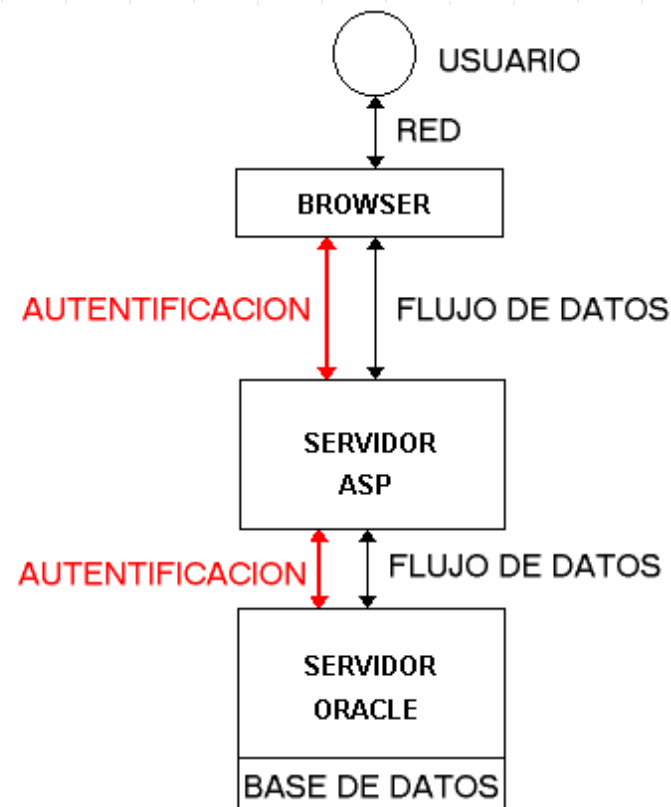 USUARIO
RED
BROWSER
AUTENTIFICACION
FLUJO DE DATOS
SERVIDOR
ASP
AUTENTIFICACION
FLUJO DE DATOS
SERVIDOR
ORACLE
BASE DE DATOS